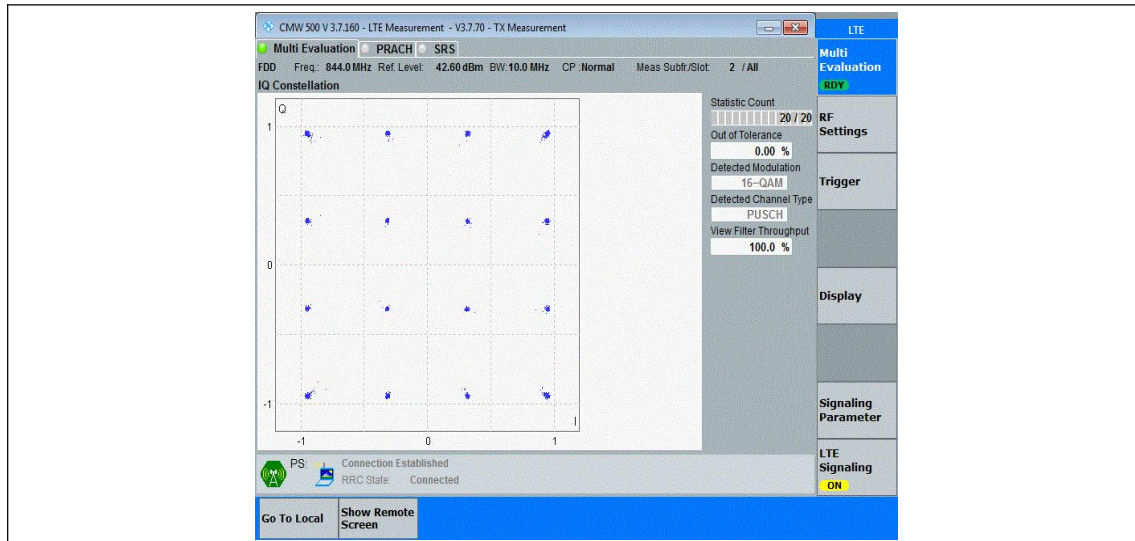 CMW 500 V 3.7.160 - LTE Measurement - V3.7.70 - TX Measurement
LTE
Multi Evaluation PRACH SRS
FDD Freq.: 844.0 MHz Ref. Level: 42.60 dBm BW: 10.0 MHz CP :Normal Meas Subfr./Slot: 2 / All
IQ Constellation
Q
1
0
-1
-1 0 1
I
Statistic Count
20 / 20
Out of Tolerance
0.00 %
Detected Modulation
16-QAM
Detected Channel Type
PUSCH
View Filter Throughput
100.0 %
Multi
Evaluation
RDY
RF
Settings
Trigger
Display
Signaling
Parameter
LTE
Signaling
ON
PS: Connection Established
RRC State: Connected
Go To Local
Show Remote
Screen